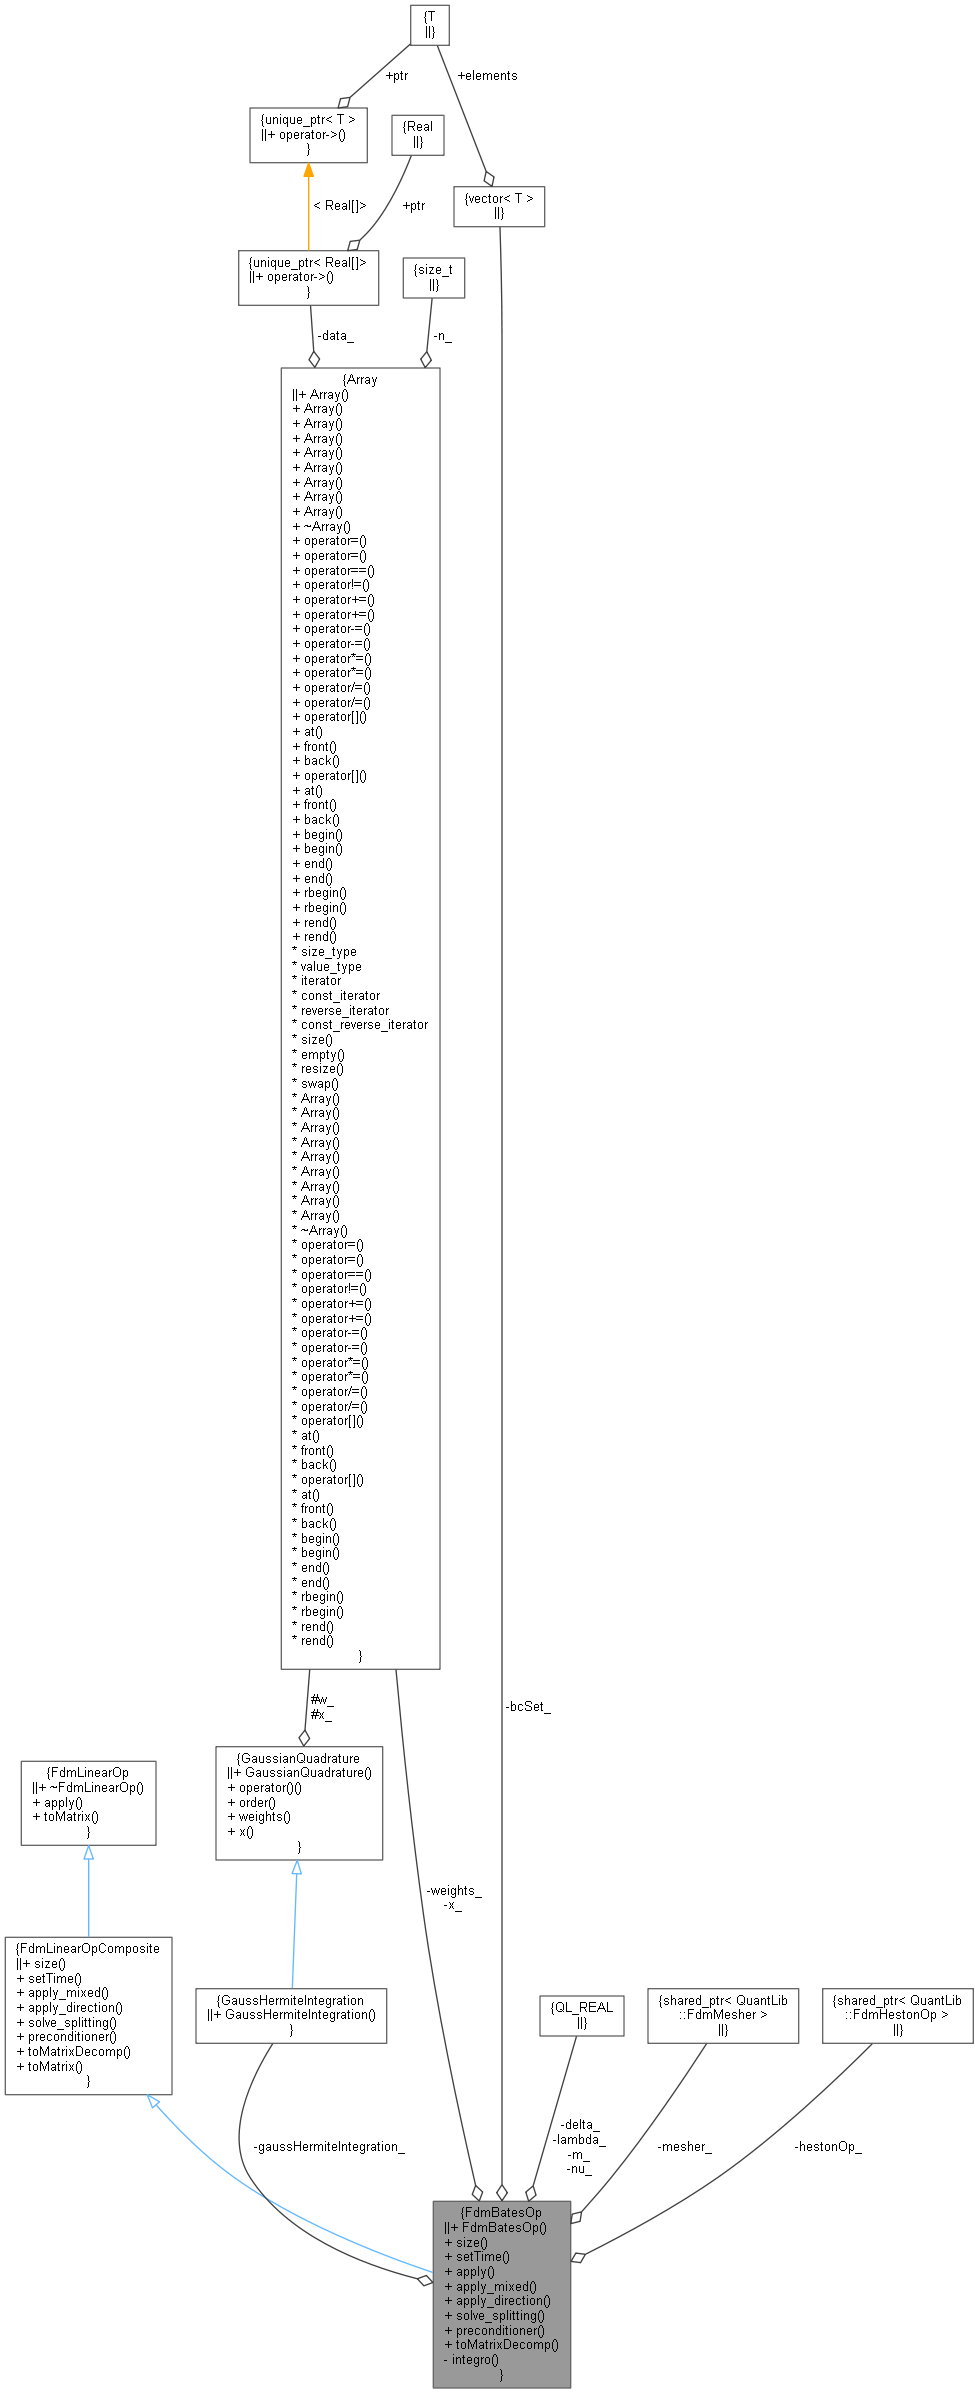 {T
||}
+ptr
+elements
{unique_ptr< T >
||+ operator->()
}
{Real
||}
{vector< T >
||}
< Real[]>
+ptr
{unique_ptr< Real[]>
||+ operator->()
}
{size_t
||}
-data_
-n_
{Array
||+ Array()
+ Array()
+ Array()
+ Array()
+ Array()
+ Array()
+ Array()
+ Array()
+ Array()
+ ~Array()
+ operator=()
+ operator=()
+ operator==()
+ operator!=()
+ operator+=()
+ operator+=()
+ operator-=()
+ operator-=()
+ operator*=()
+ operator*=()
+ operator/=()
+ operator/=()
+ operator[]()
+ at()
+ front()
+ back()
+ operator[]()
+ at()
+ front()
+ back()
+ begin()
+ begin()
+ end()
+ end()
+ rbegin()
+ rbegin()
+ rend()
+ rend()
* size_type
* value_type
* iterator
* const_iterator
* reverse_iterator
* const_reverse_iterator
* size()
* empty()
* resize()
* swap()
* Array()
* Array()
* Array()
* Array()
* Array()
* Array()
* Array()
* Array()
* Array()
* ~Array()
* operator=()
* operator=()
* operator==()
* operator!=()
* operator+=()
* operator+=()
* operator-=()
* operator-=()
* operator*=()
* operator*=()
* operator/=()
* operator/=()
* operator[]()
* at()
* front()
* back()
* operator[]()
* at()
* front()
* back()
* begin()
* begin()
* end()
* end()
* rbegin()
* rbegin()
* rend()
* rend()
}
#w_
#x_
-bcSet_
{GaussianQuadrature
||+ GaussianQuadrature()
+ operator()()
+ order()
+ weights()
+ x()
}
{FdmLinearOp
||+ ~FdmLinearOp()
+ apply()
+ toMatrix()
}
-weights_
-x_
{FdmLinearOpComposite
||+ size()
+ setTime()
+ apply_mixed()
+ apply_direction()
+ solve_splitting()
+ preconditioner()
+ toMatrixDecomp()
+ toMatrix()
}
{GaussHermiteIntegration
||+ GaussHermiteIntegration()
}
{QL_REAL
||}
{shared_ptr< QuantLib
::FdmMesher >
||}
{shared_ptr< QuantLib
::FdmHestonOp >
||}
-gaussHermiteIntegration_
-delta_
-lambda_
-m_
-nu_
-mesher_
-hestonOp_
{FdmBatesOp
||+ FdmBatesOp()
+ size()
+ setTime()
+ apply()
+ apply_mixed()
+ apply_direction()
+ solve_splitting()
+ preconditioner()
+ toMatrixDecomp()
- integro()
}